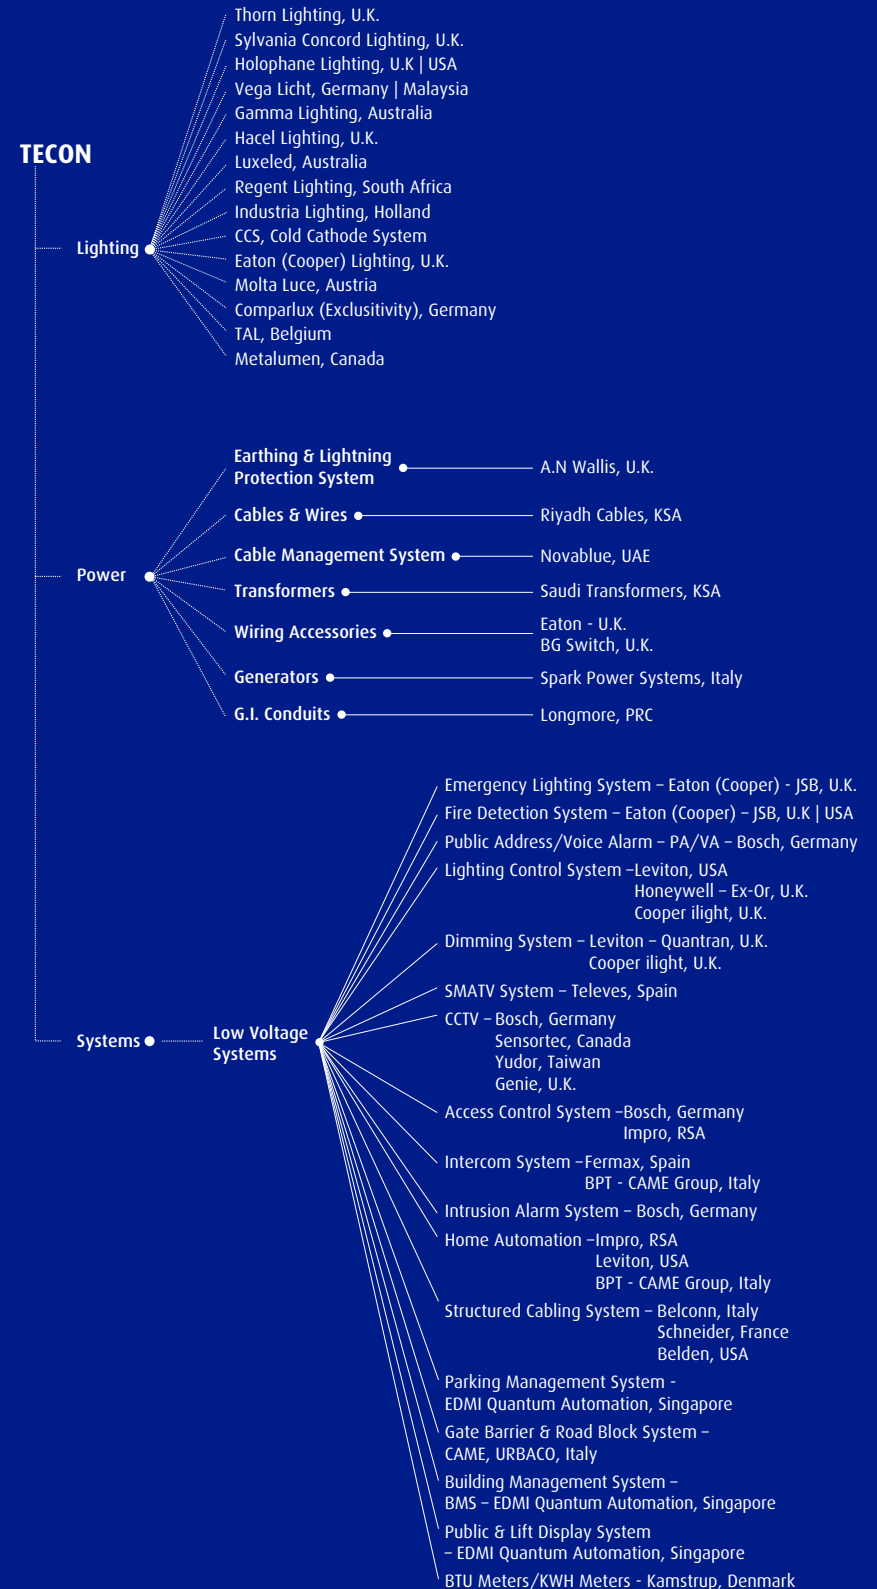 TECON
Lighting
Thorn Lighting, U.K.
Sylvania Concord Lighting, U.K.
Holophane Lighting, U.K | USA
Vega Licht, Germany | Malaysia
Gamma Lighting, Australia
Hacel Lighting, U.K.
Luxeled, Australia
Regent Lighting, South Africa
Industria Lighting, Holland
CCS, Cold Cathode System
Eaton (Cooper) Lighting, U.K.
Molta Luce, Austria
Comparlux (Exclusitivity), Germany
TAL, Belgium
Metalumen, Canada
Power
Earthing & Lightning
Protection System
A.N Wallis, U.K.
Cables & Wires
Riyadh Cables, KSA
Cable Management System
Novablue, UAE
Transformers
Saudi Transformers, KSA
Wiring Accessories
Eaton - U.K.
BG Switch, U.K.
Generators
Spark Power Systems, Italy
G.I. Conduits
Longmore, PRC
Systems
Low Voltage
Systems
Emergency Lighting System – Eaton (Cooper) - JSB, U.K.
Fire Detection System – Eaton (Cooper) – JSB, U.K | USA
Public Address/Voice Alarm – PA/VA – Bosch, Germany
Lighting Control System –Leviton, USA
Honeywell – Ex-Or, U.K.
Cooper ilight, U.K.
Dimming System – Leviton – Quantran, U.K.
Cooper ilight, U.K.
SMATV System – Televes, Spain
CCTV – Bosch, Germany
Sensortec, Canada
Yudor, Taiwan
Genie, U.K.
Access Control System –Bosch, Germany
Impro, RSA
Intercom System –Fermax, Spain
BPT - CAME Group, Italy
Intrusion Alarm System – Bosch, Germany
Home Automation –Impro, RSA
Leviton, USA
BPT - CAME Group, Italy
Structured Cabling System – Belconn, Italy
Schneider, France
Belden, USA
Parking Management System -
EDMI Quantum Automation, Singapore
Gate Barrier & Road Block System –
CAME, URBACO, Italy
Building Management System –
BMS – EDMI Quantum Automation, Singapore
Public & Lift Display System
– EDMI Quantum Automation, Singapore
BTU Meters/KWH Meters - Kamstrup, Denmark